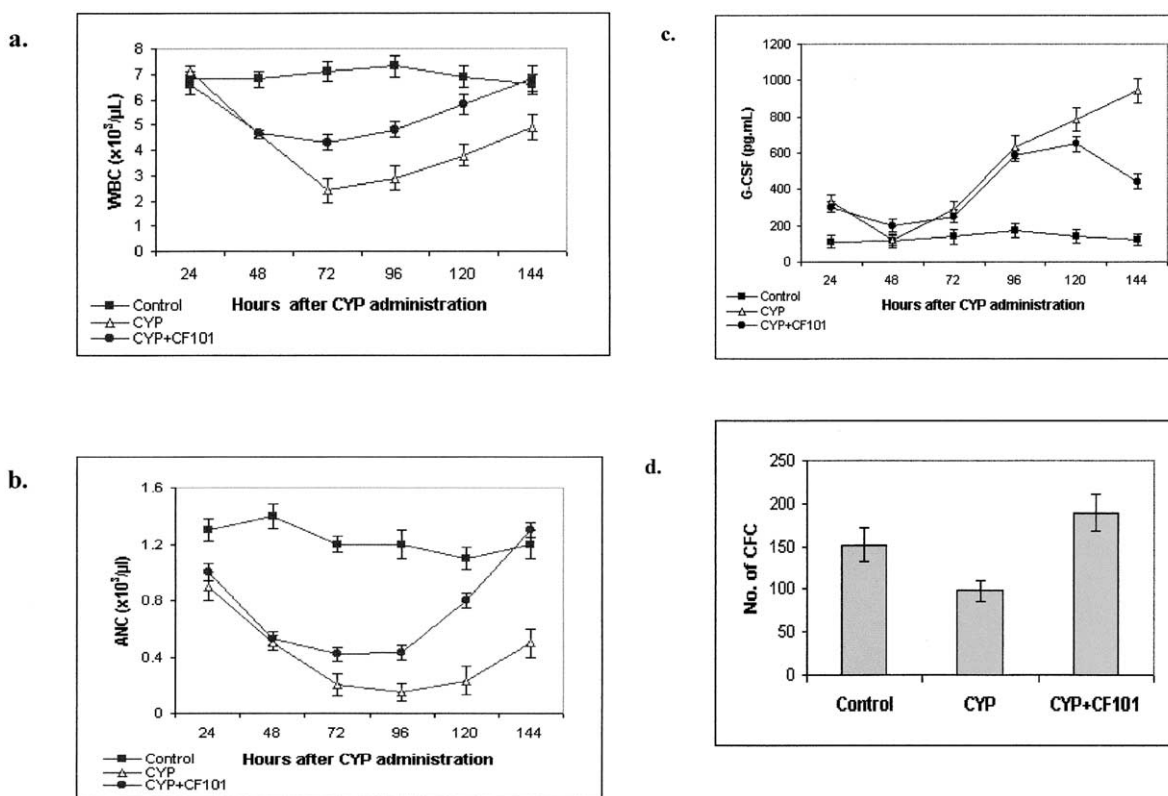 a.
WBC (x10³/µL)
8
7
6
5
4
3
2
1
0
24 48 72 96 120 144
Hours after CYP administration
Control
CYP
CYP+CF101
b.
ANC (x10³/µl)
1.6
1.2
0.8
0.4
0
24 48 72 96 120 144
Hours after CYP administration
Control
CYP
CYP+CF101
c.
G-CSF (pg.mL)
1200
1000
800
600
400
200
0
24 48 72 96 120 144
Hours after CYP administration
Control
CYP
CYP+CF101
d.
No. of CFC
250
200
150
100
50
0
Control CYP CYP+CF101